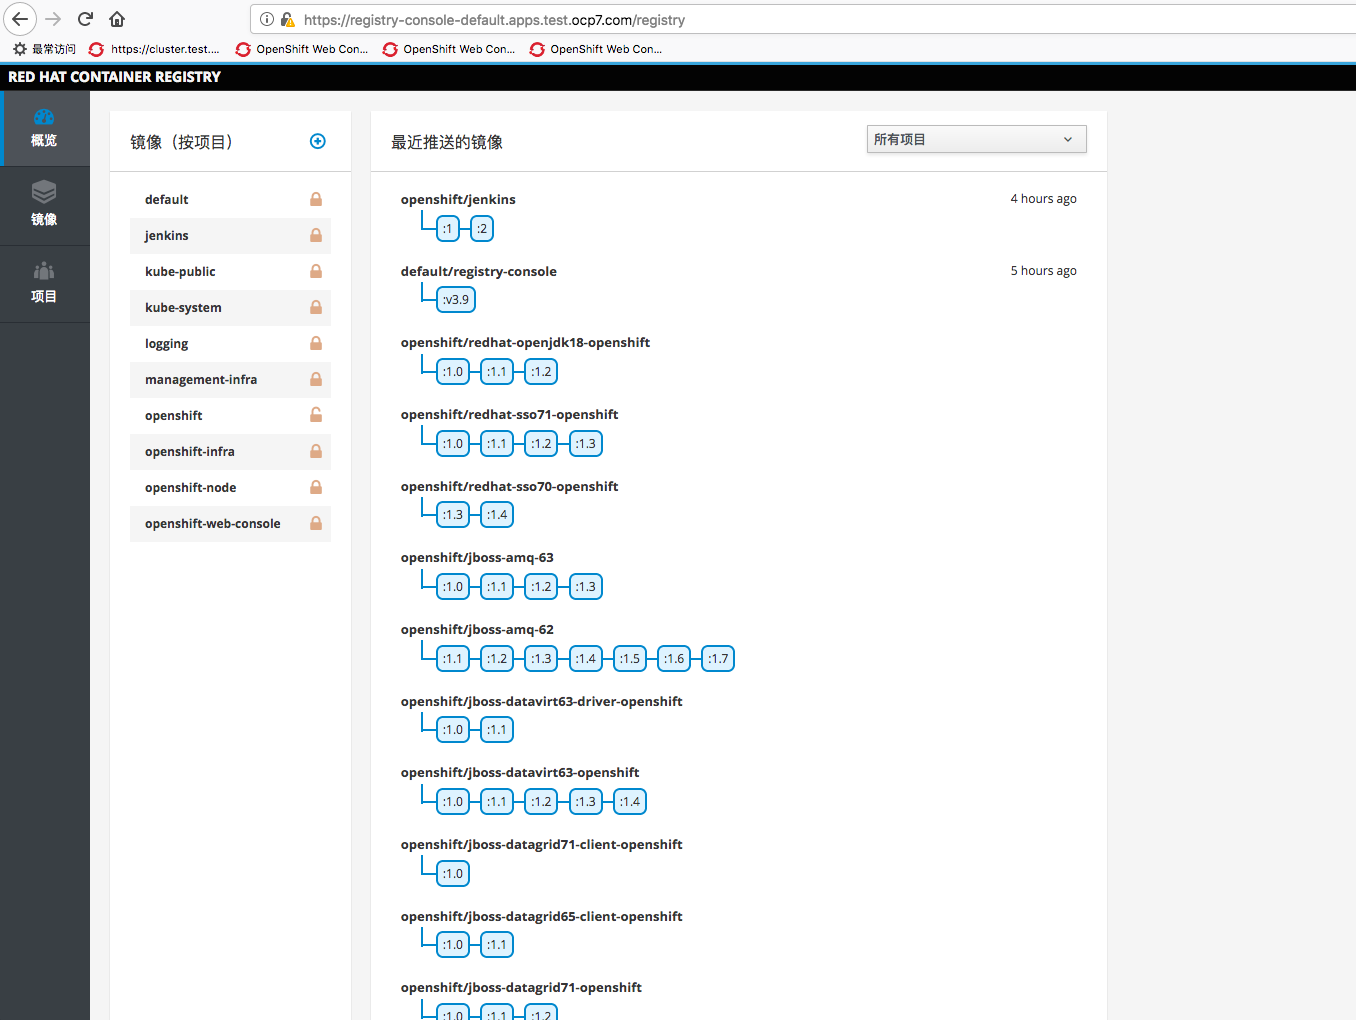 https://registry-console-default.apps.test.ocp7.com/registry
最常访问 https://cluster.test.... OpenShift Web Con... OpenShift Web Con... OpenShift Web Con...
RED HAT CONTAINER REGISTRY
概览
镜像
项目
镜像（按项目）
default
jenkins
kube-public
kube-system
logging
management-infra
openshift
openshift-infra
openshift-node
openshift-web-console
最近推送的镜像 所有项目
openshift/jenkins 4 hours ago
:1 :2
default/registry-console 5 hours ago
:v3.9
openshift/redhat-openjdk18-openshift
:1.0 :1.1 :1.2
openshift/redhat-sso71-openshift
:1.0 :1.1 :1.2 :1.3
openshift/redhat-sso70-openshift
:1.3 :1.4
openshift/jboss-amq-63
:1.0 :1.1 :1.2 :1.3
openshift/jboss-amq-62
:1.1 :1.2 :1.3 :1.4 :1.5 :1.6 :1.7
openshift/jboss-datavirt63-driver-openshift
:1.0 :1.1
openshift/jboss-datavirt63-openshift
:1.0 :1.1 :1.2 :1.3 :1.4
openshift/jboss-datagrid71-client-openshift
:1.0
openshift/jboss-datagrid65-client-openshift
:1.0 :1.1
openshift/jboss-datagrid71-openshift
:1.0 :1.1 :1.2